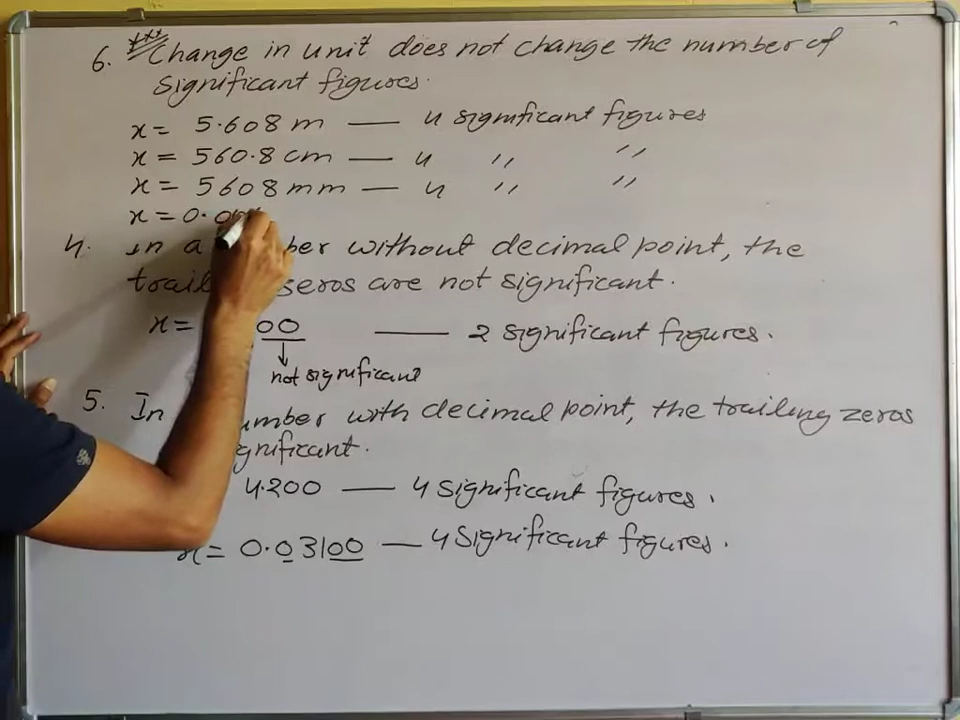 6. *** Change in unit does not change the number of
significant figures.
x = 5.608 m — 4 significant figures
x = 560.8 cm — 4 " "
x = 5608 mm — 4 " "
x = 0.0
4. in a ber without decimal point, the
trail zeros are not significant.
x = 00 — 2 significant figures.
↓
not significant
5. In umber with decimal point, the trailing zeros
gnificant.
4.200 — 4 significant figures.
x = 0.03100 — 4 significant figures.